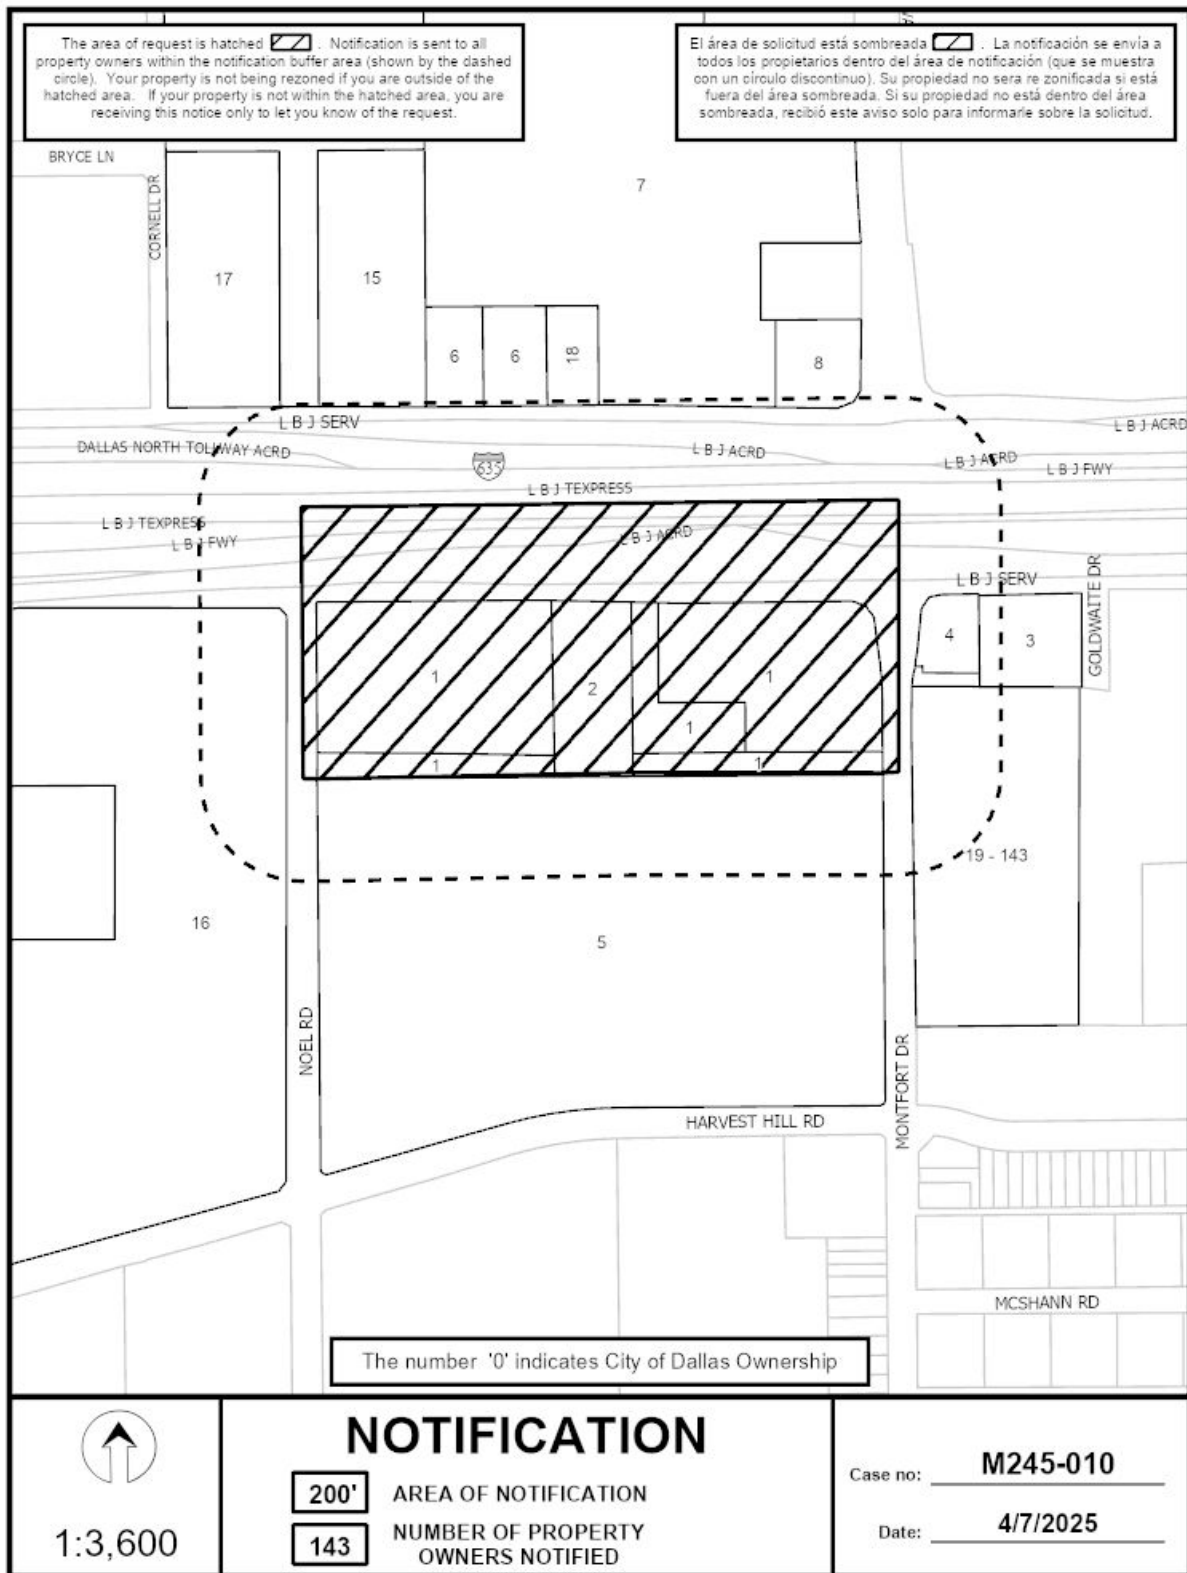 The area of request is hatched . Notification is sent to all
property owners within the notification buffer area (shown by the dashed
circle). Your property is not being rezoned if you are outside of the
hatched area. If your property is not within the hatched area, you are
receiving this notice only to let you know of the request.
El área de solicitud está sombreada . La notificación se envía a
todos los propietarios dentro del área de notificación (que se muestra
con un círculo discontinuo). Su propiedad no sera re zonificada si está
fuera del área sombreada. Si su propiedad no está dentro del área
sombreada, recibió este aviso solo para informarle sobre la solicitud.
BRYCE LN
CORNELL DR
7
17
15
6
6
18
8
L B J SERV
DALLAS NORTH TOLLWAY ACRD
635
L B J ACRD
L B J ACRD
L B J ACRD
L B J FWY
L B J TEXPRESS
L B J TEXPRESS
L B J FWY
L B J ACRD
L B J SERV
GOLDWAITE DR
4
3
1
2
1
1
1
1
19 - 143
16
5
NOEL RD
MONTFORT DR
HARVEST HILL RD
MCSHANN RD
The number '0' indicates City of Dallas Ownership
1:3,600
NOTIFICATION
200' AREA OF NOTIFICATION
143 NUMBER OF PROPERTY
OWNERS NOTIFIED
Case no: M245-010
Date: 4/7/2025